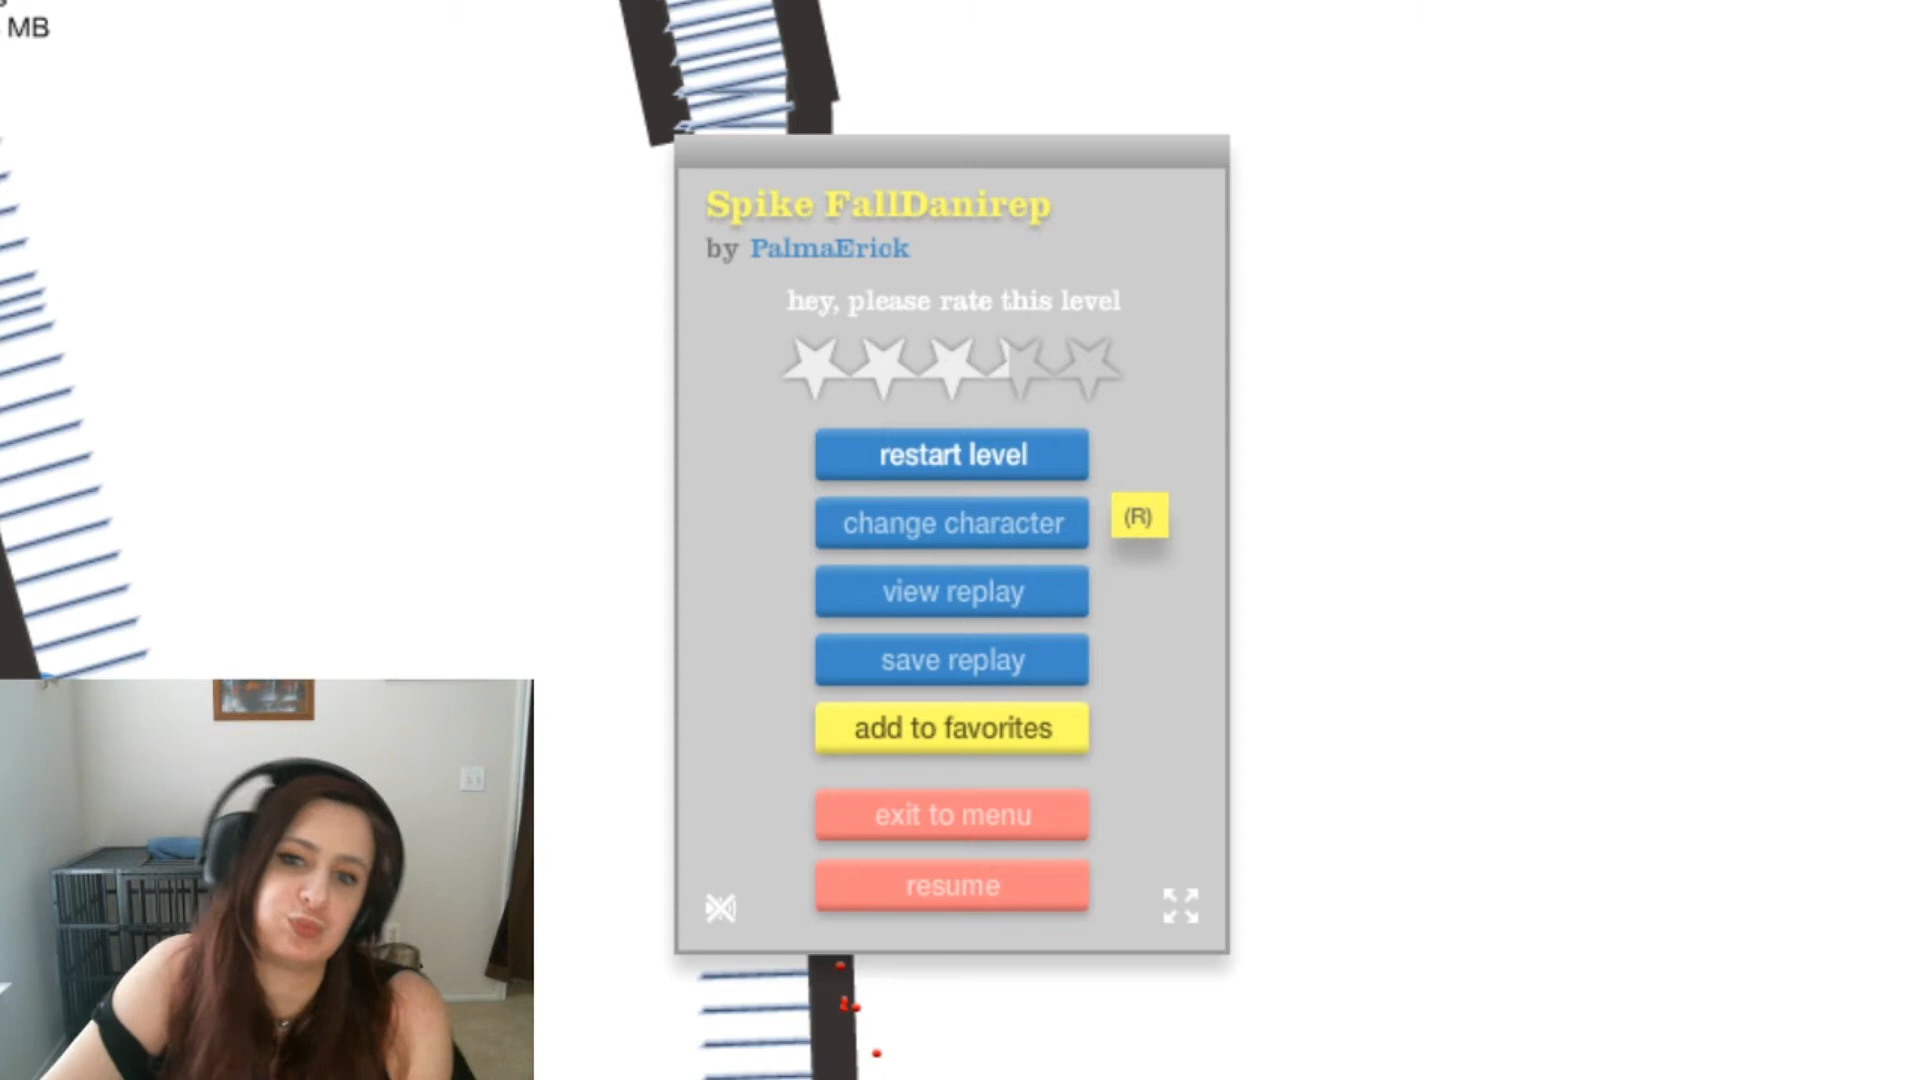 MB
Spike FallDanirep
by PalmaErick
hey, please rate this level
restart level
change character
(R)
view replay
save replay
add to favorites
exit to menu
resume